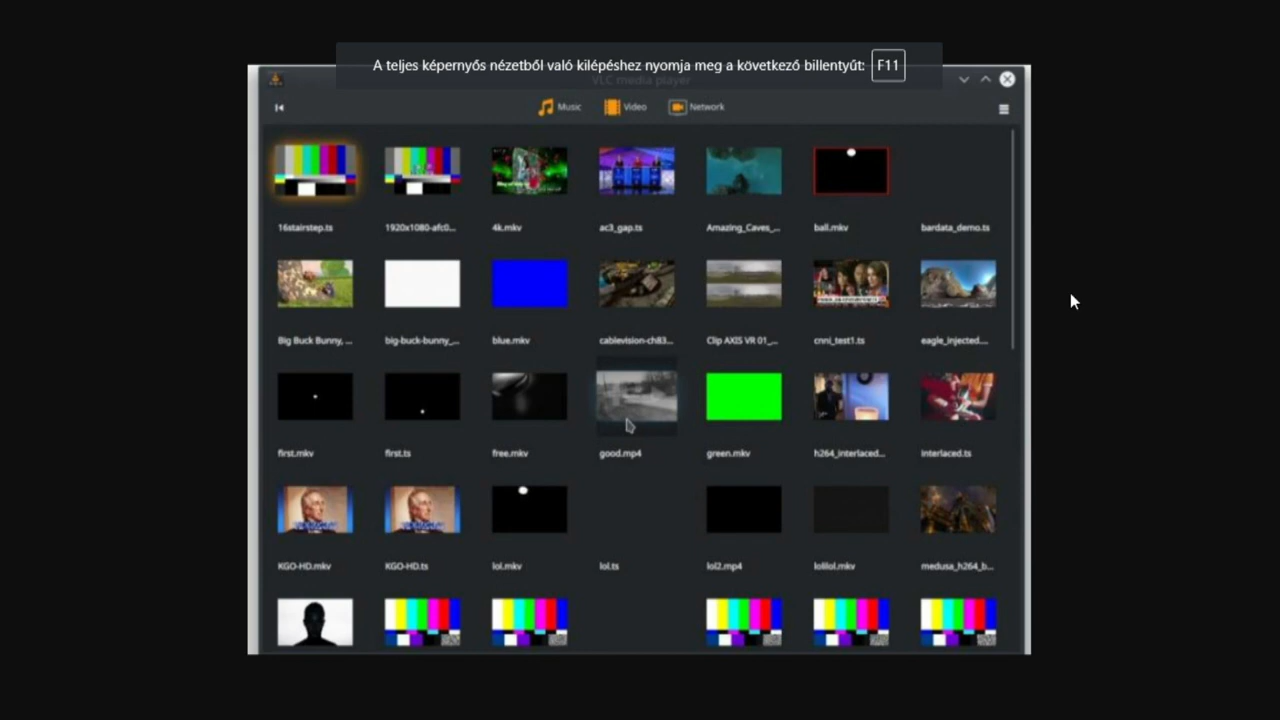 A teljes képernyős nézetből való kilépéshez nyomja meg a következő billentyűt: F11
VLC media player
Music Video Network
16stairstep.ts 1920x1080-afc0... 4k.mkv ac3_gap.ts Amazing_Caves_... ball.mkv bardata_demo.ts
Big Buck Bunny, ... big-buck-bunny_... blue.mkv cablevision-ch83... Clip AXIS VR 01_... cnni_test1.ts eagle_injected....
first.mkv first.ts free.mkv good.mp4 green.mkv h264_interlaced... interlaced.ts
KGO-HD.mkv KGO-HD.ts lol.mkv lol.ts lol2.mp4 lolilol.mkv medusa_h264_b...